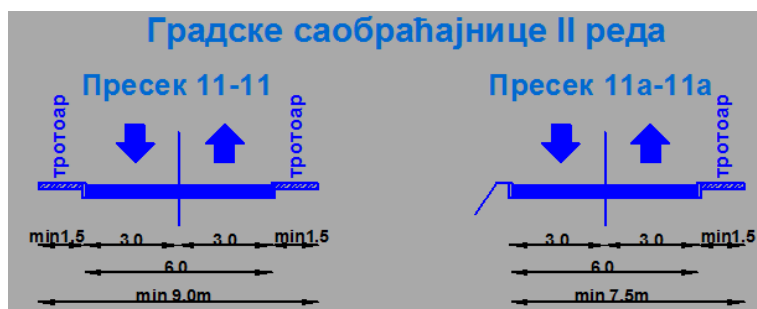 Градске саобраћајнице II реда
Пресек 11-11
Пресек 11а-11а
тротоар
тротоар
тротоар
min1.5
3.0
3.0
min1.5
3.0
3.0
min1.5
6.0
6.0
min 9.0m
min 7.5m